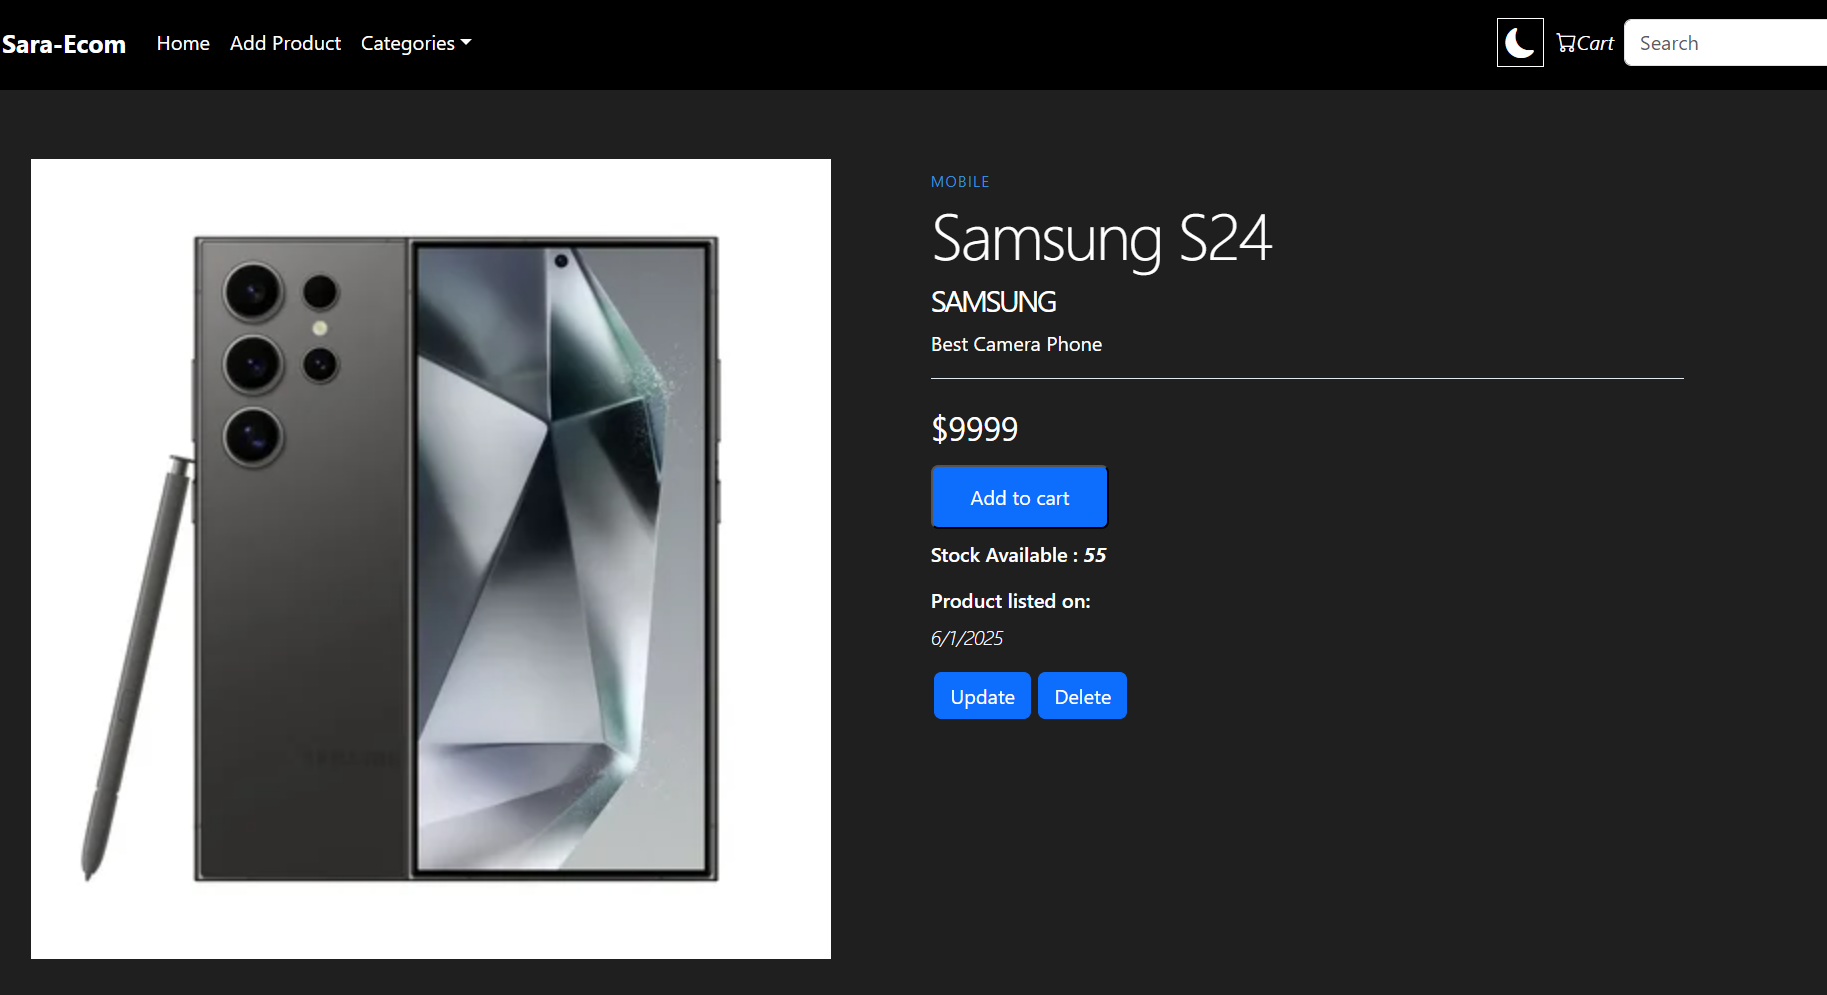 Sara-Ecom Home Add Product Categories Cart Search
MOBILE
Samsung S24
SAMSUNG
Best Camera Phone
$9999
Add to cart
Stock Available : 55
Product listed on:
6/1/2025
Update Delete